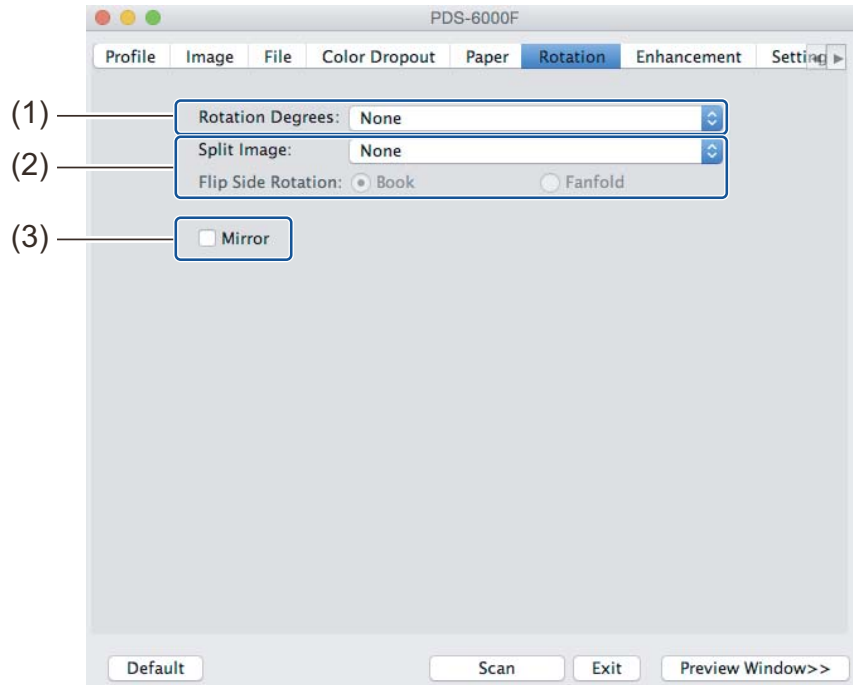 PDS-6000F
Profile Image File Color Dropout Paper Rotation Enhancement Setting
(1) Rotation Degrees: None
(2) Split Image: None
Flip Side Rotation: Book Fanfold
(3) Mirror
Default Scan Exit Preview Window>>